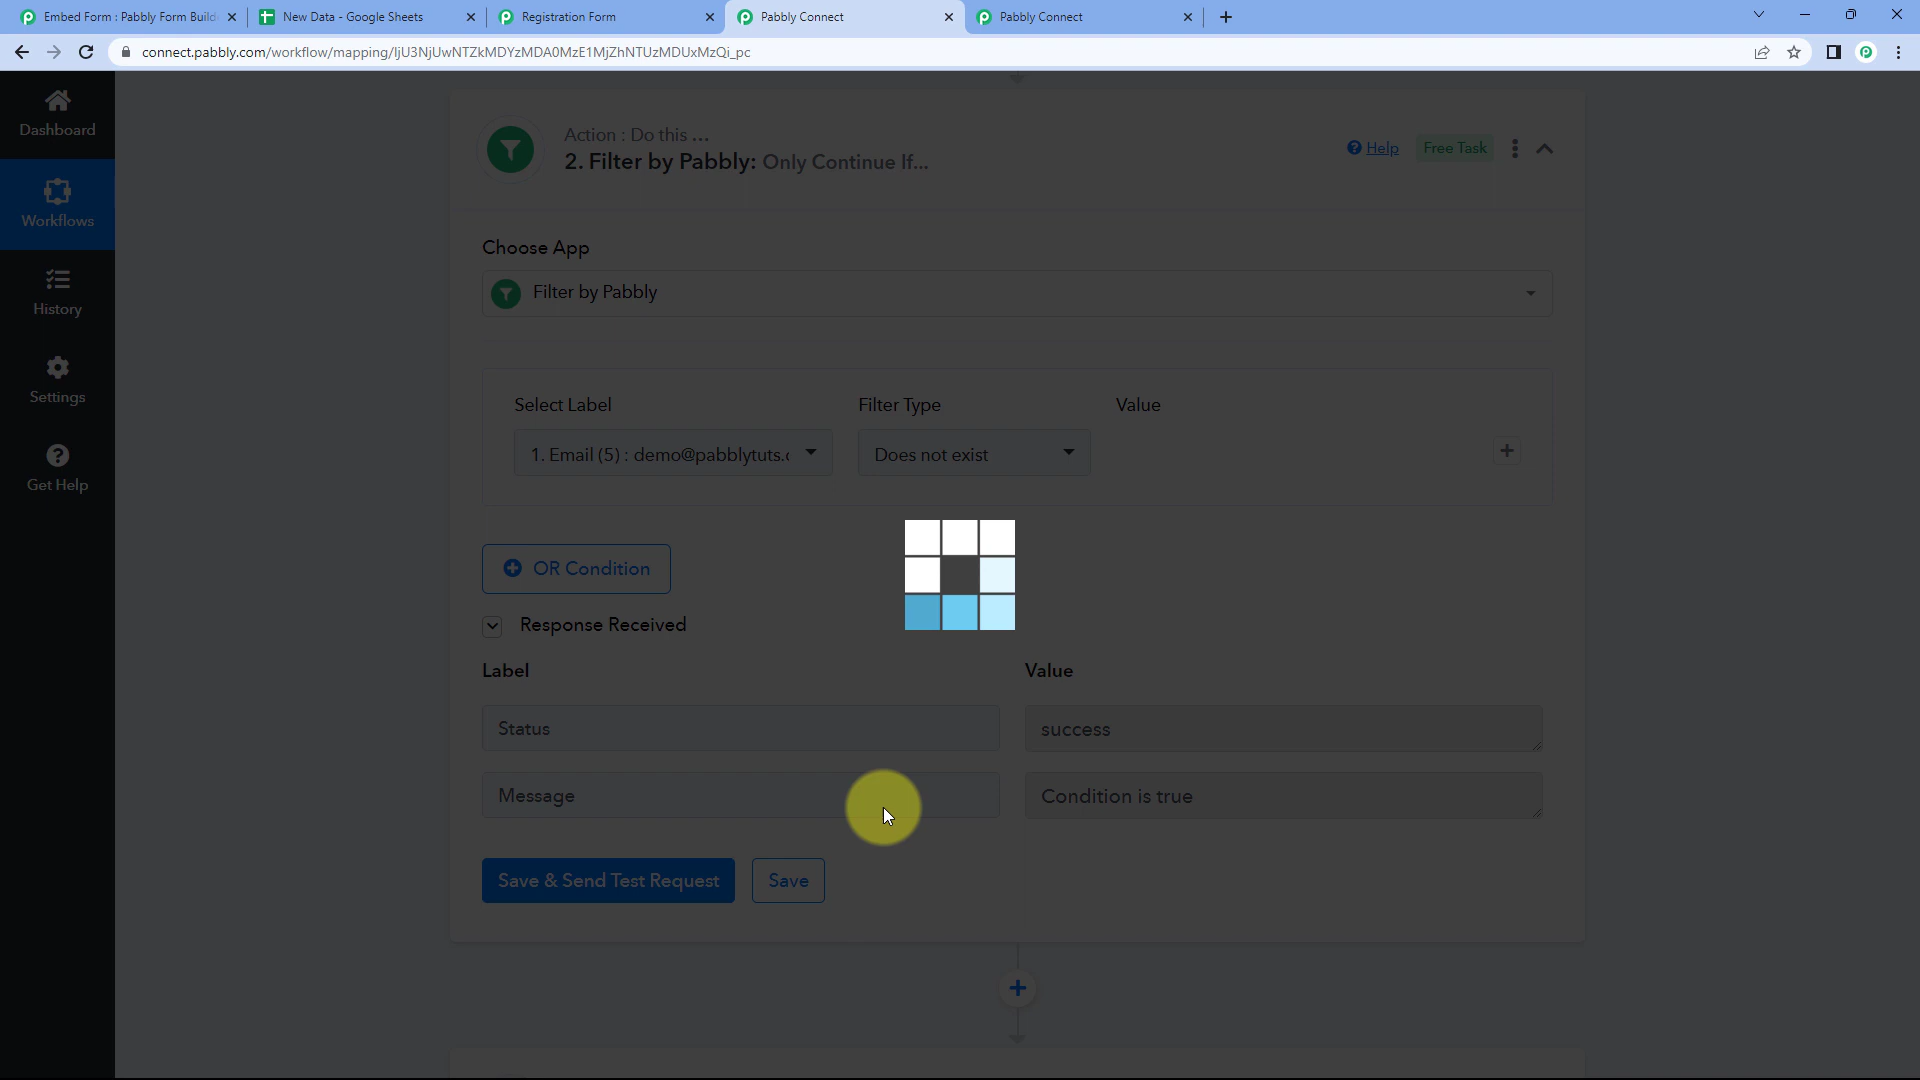 Embed Form : Pabbly Form Build
New Data - Google Sheets
Registration Form
Pabbly Connect
Pabbly Connect
connect.pabbly.com/workflow/mapping/IjU3NjUwNTZkMDYzMDA0MzE1MjZhNTUzMDUxMzQi_pc
Dashboard
Workflows
History
Settings
Get Help
Action : Do this ...
2. Filter by Pabbly: Only Continue If...
Help
Free Task
Choose App
Filter by Pabbly
Select Label
Filter Type
Value
1. Email (5) : demo@pabblytuts.c
Does not exist
OR Condition
Response Received
Label
Value
Status
success
Message
Condition is true
Save & Send Test Request
Save